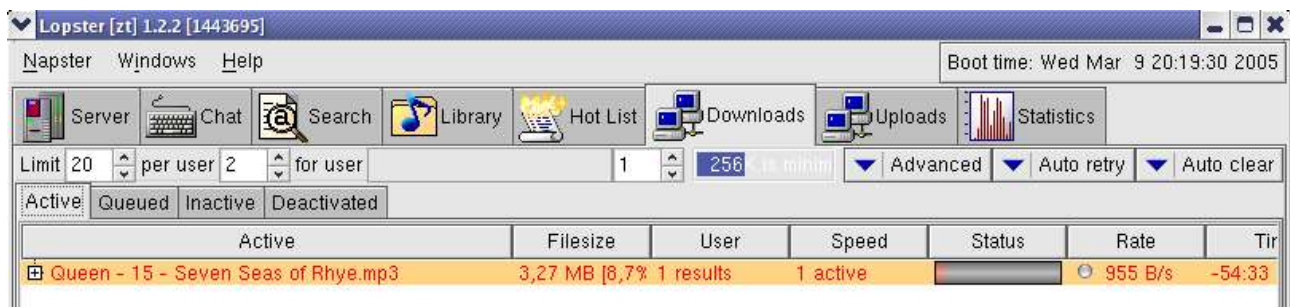 Lopster [zt] 1.2.2 [1443695]
Napster Windows Help Boot time: Wed Mar 9 20:19:30 2005
Server Chat Search Library Hot List Downloads Uploads Statistics
Limit 20 per user 2 for user 1 256 is minim Advanced Auto retry Auto clear
Active Queued Inactive Deactivated
Active Filesize User Speed Status Rate Tir
Queen - 15 - Seven Seas of Rhye.mp3 3,27 MB [8,7% 1 results 1 active 955 B/s -54:33